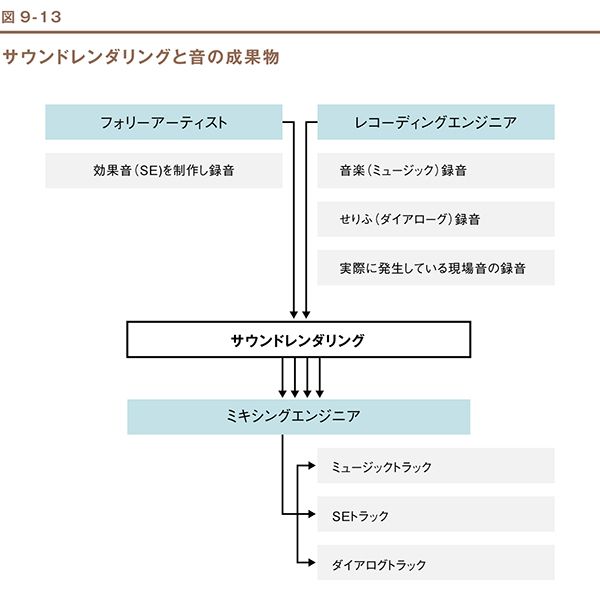 図 9-13
サウンドレンダリングと音の成果物
フォリーアーティスト
レコーディングエンジニア
効果音(SE)を制作し録音
音楽(ミュージック)録音
せりふ(ダイアローグ)録音
実際に発生している現場音の録音
サウンドレンダリング
ミキシングエンジニア
ミュージックトラック
SEトラック
ダイアログトラック